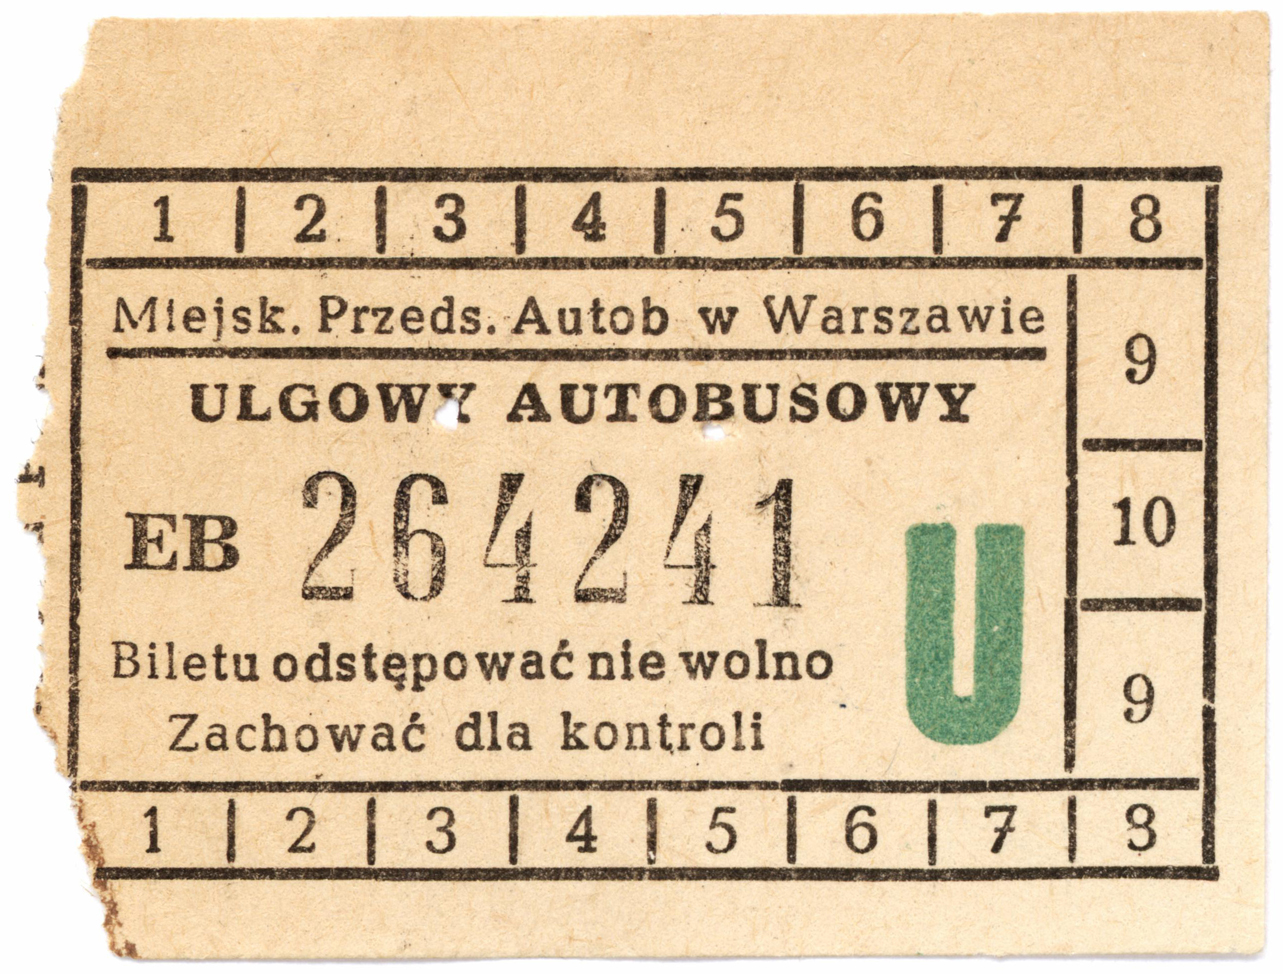 1 | 2 | 3 | 4 | 5 | 6 | 7 | 8
Miejsk. Przeds. Autob w Warszawie
9
ULGOWY AUTOBUSOWY
EB 264241
10
U
Biletu odstępować nie wolno
9
Zachować dla kontroli
1 | 2 | 3 | 4 | 5 | 6 | 7 | 8